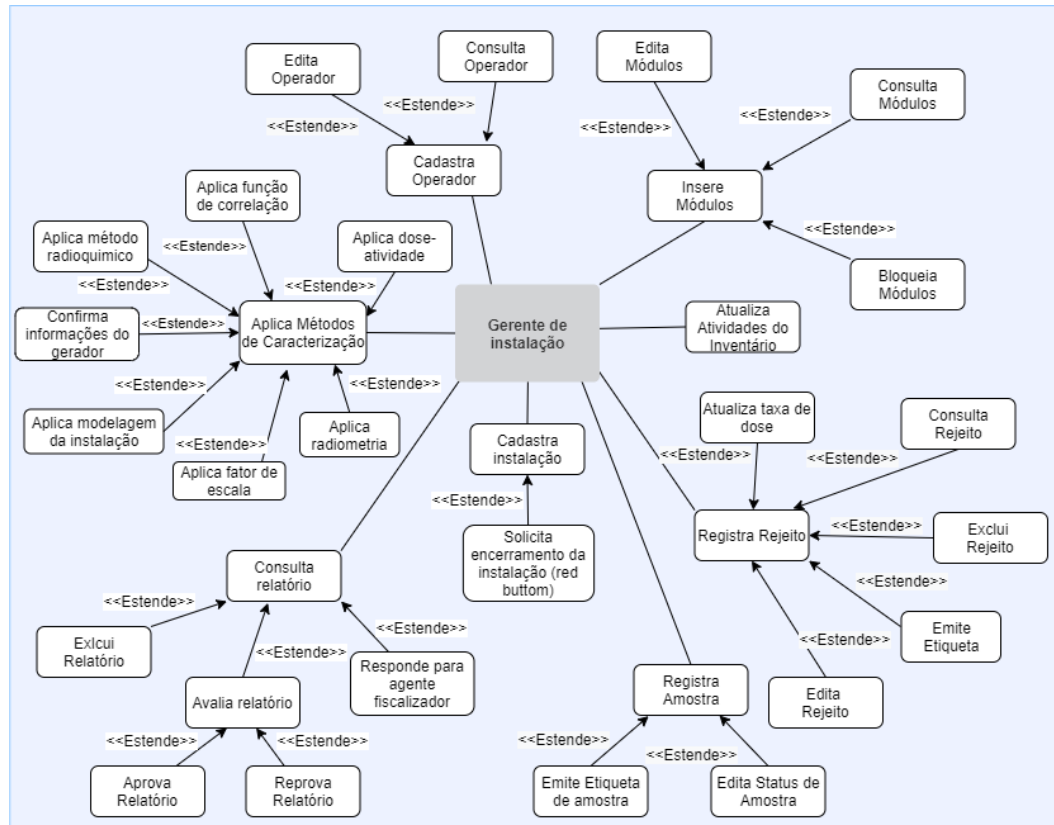 Edita
Operador
Consulta
Operador
<<Estende>>
<<Estende>>
Cadastra
Operador
Edita
Módulos
Consulta
Módulos
<<Estende>>
<<Estende>>
Insere
Módulos
<<Estende>>
Bloqueia
Módulos
Aplica função
de correlação
Aplica método
radioquimico
<<Estende>>
Aplica dose-
atividade
<<Estende>>
<<Estende>>
Confirma
informações do
gerador
<<Estende>>
Aplica Métodos
de Caracterização
Gerente de
instalação
Atualiza
Atividades do
Inventário
<<Estende>>
<<Estende>>
Aplica modelagem
da instalação
Aplica
radiometria
<<Estende>>
Aplica fator de
escala
Cadastra
instalação
<<Estende>>
Solicita
encerramento da
instalação (red
buttom)
Atualiza taxa de
dose
Consulta
Rejeito
<<Estende>>
<<Estende>>
Registra Rejeito
<<Estende>>
Exclui
Rejeito
<<Estende>>
Emite
Etiqueta
<<Estende>>
Edita
Rejeito
Consulta
relatório
<<Estende>>
<<Estende>>
Exlcui
Relatório
<<Estende>>
Responde para
agente
fiscalizador
Avalia relatório
<<Estende>>
<<Estende>>
Aprova
Relatório
Reprova
Relatório
Registra
Amostra
<<Estende>>
<<Estende>>
Emite Etiqueta
de amostra
Edita Status de
Amostra